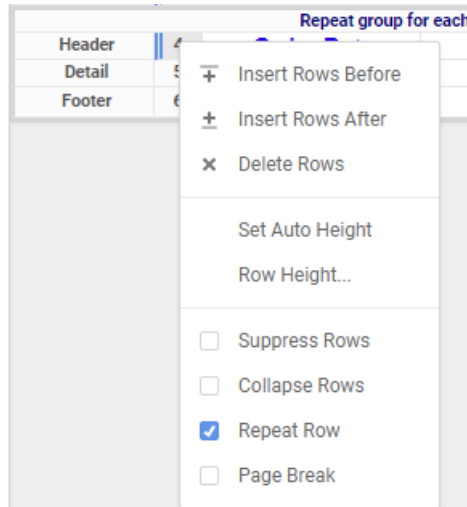 Repeat group for each
Header
Detail
Footer
Insert Rows Before
Insert Rows After
Delete Rows
Set Auto Height
Row Height...
Suppress Rows
Collapse Rows
Repeat Row
Page Break